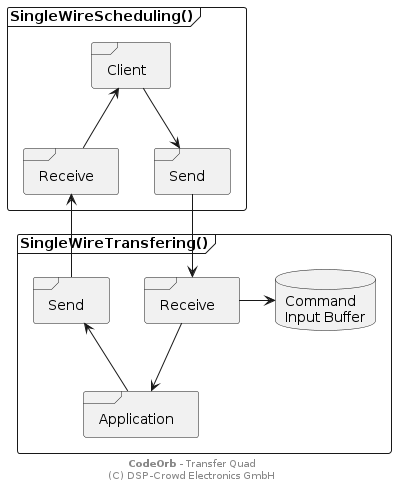 SingleWireScheduling()
Client
Receive
Send
SingleWireTransfering()
Send
Receive
Command
Input Buffer
Application
CodeOrb - Transfer Quad
(C) DSP-Crowd Electronics GmbH